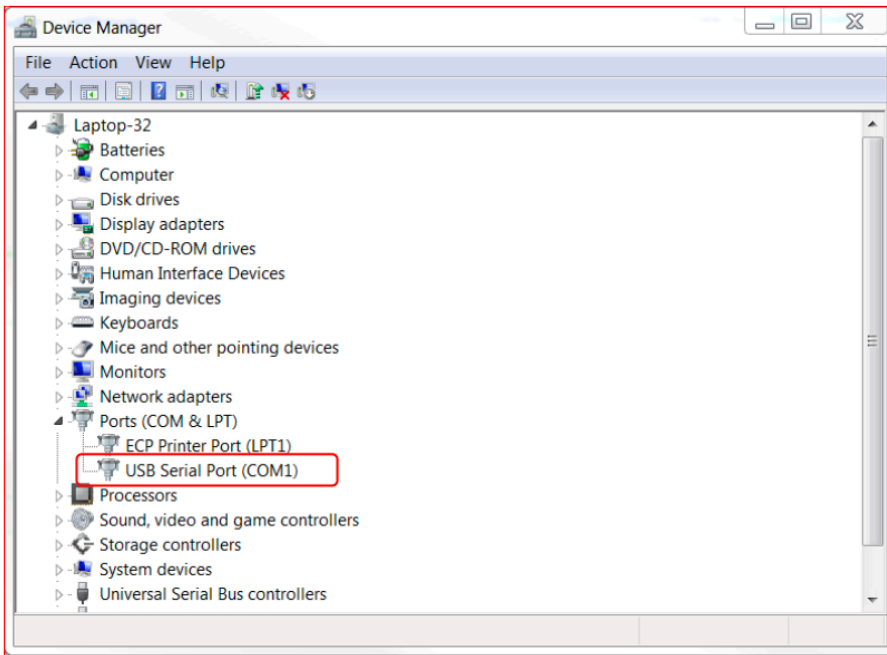 Device Manager
File Action View Help
Laptop-32
Batteries
Computer
Disk drives
Display adapters
DVD/CD-ROM drives
Human Interface Devices
Imaging devices
Keyboards
Mice and other pointing devices
Monitors
Network adapters
Ports (COM & LPT)
ECP Printer Port (LPT1)
USB Serial Port (COM1)
Processors
Sound, video and game controllers
Storage controllers
System devices
Universal Serial Bus controllers